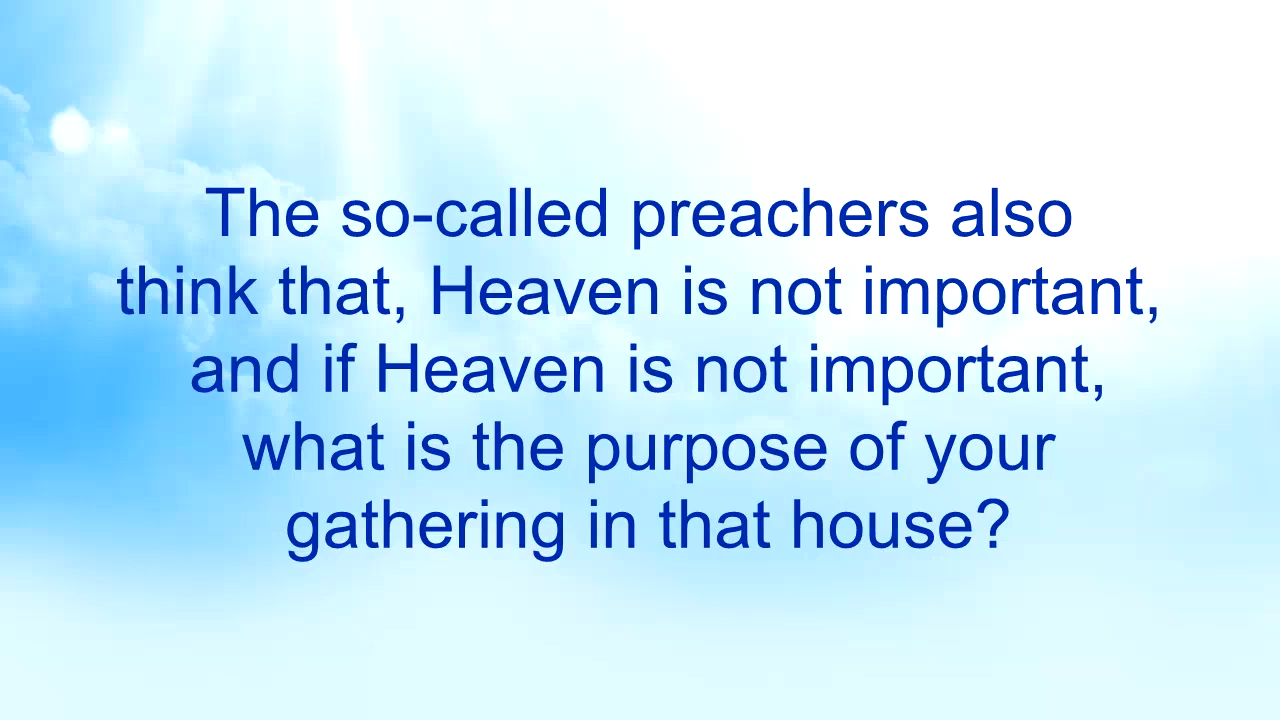 The so-called preachers also
think that, Heaven is not important,
and if Heaven is not important,
what is the purpose of your
gathering in that house?